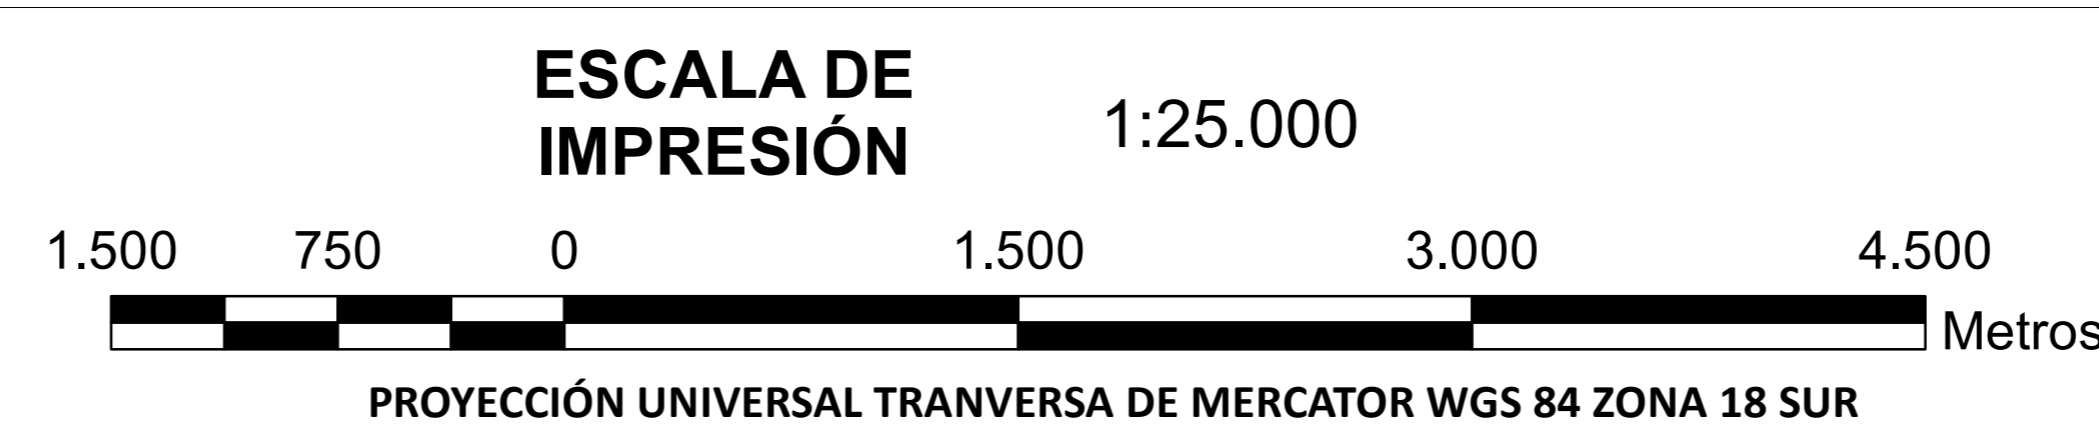 ESCALA DE
IMPRESIÓN
1:25.000
1.500 750 0 1.500 3.000 4.500
Metros
PROYECCIÓN UNIVERSAL TRANVERSA DE MERCATOR WGS 84 ZONA 18 SUR